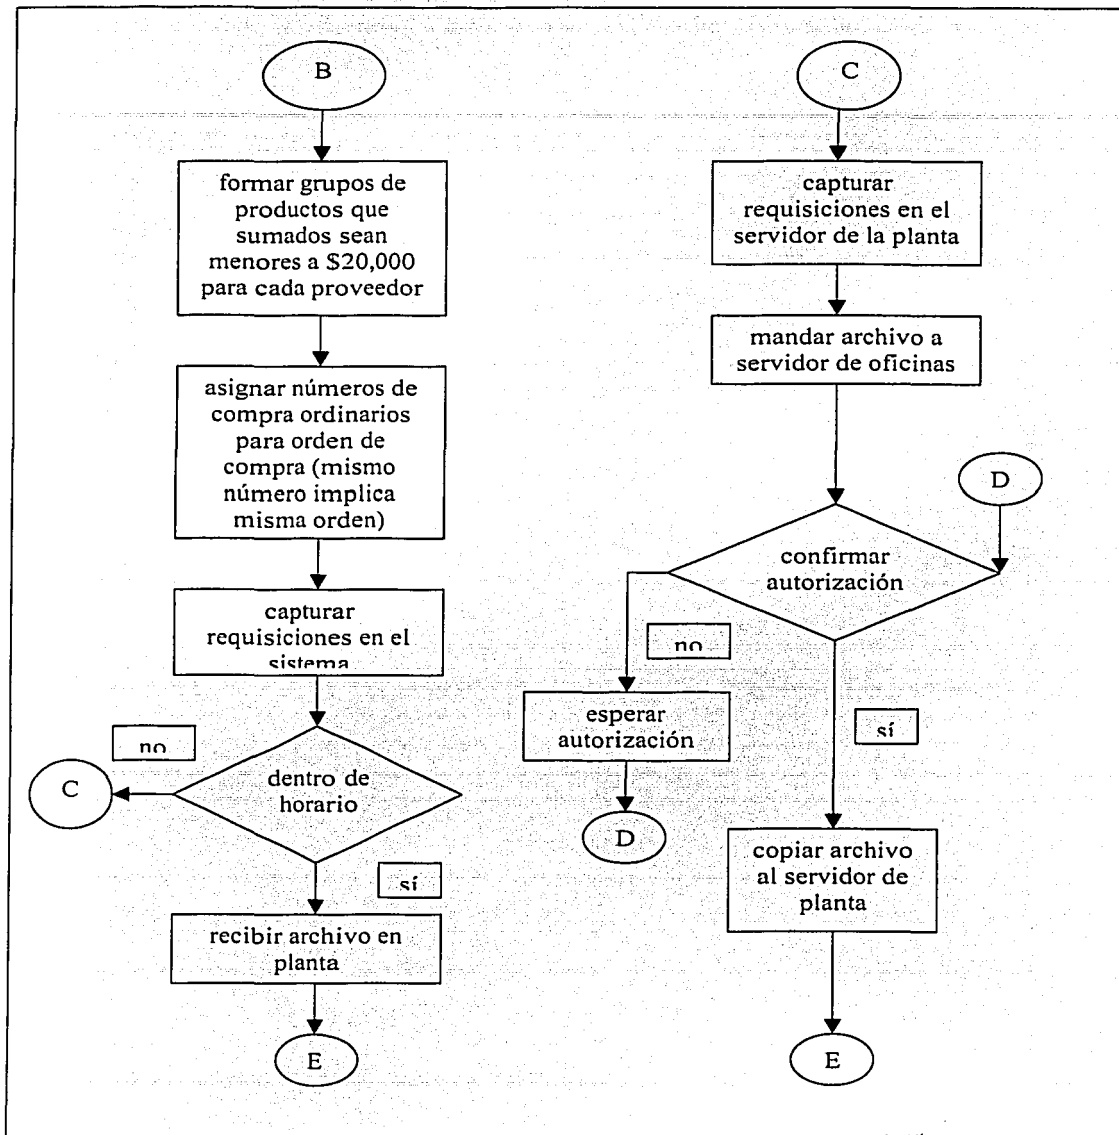 B
formar grupos de
productos que
sumados sean
menores a $20,000
para cada proveedor
asignar números de
compra ordinarios
para orden de
compra (mismo
número implica
misma orden)
capturar
requisiciones en el
sistema
no
C
dentro de
horario
sí
recibir archivo en
planta
E
C
capturar
requisiciones en el
servidor de la planta
mandar archivo a
servidor de oficinas
D
confirmar
autorización
no
esperar
autorización
D
sí
copiar archivo
al servidor de
planta
E